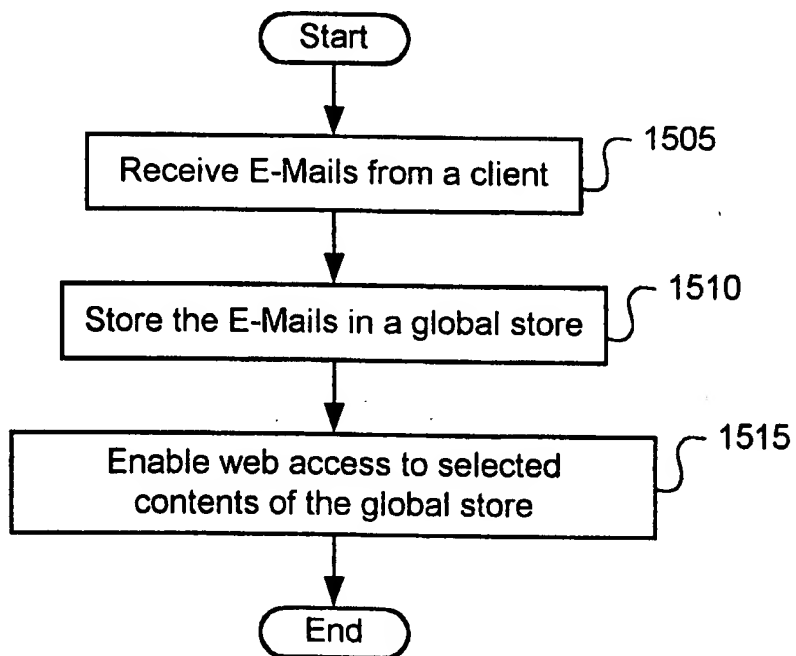 Start
Receive E-Mails from a client
1505
Store the E-Mails in a global store
1510
Enable web access to selected
contents of the global store
1515
End